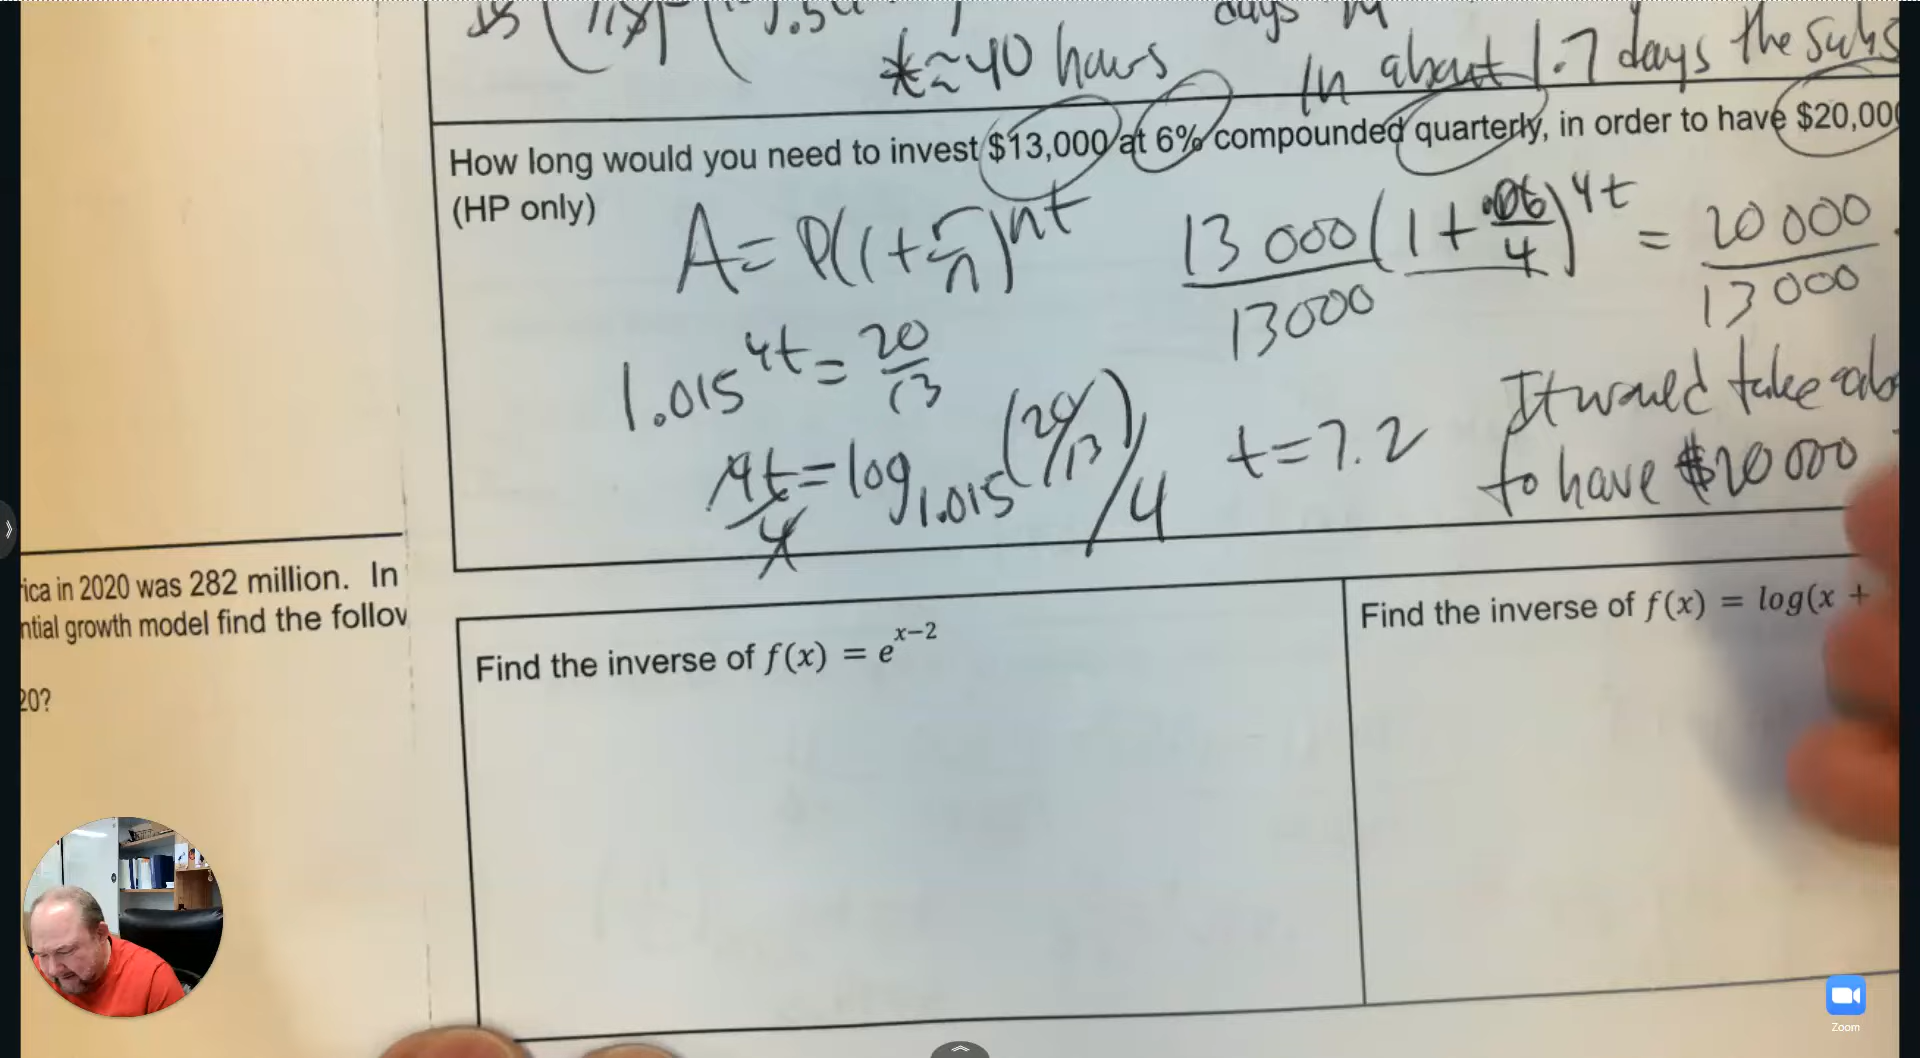 * ≈ 40 hours
days
In about 1.7 days the subs
How long would you need to invest $13,000 at 6% compounded quarterly, in order to have $20,00
(HP only)
A = P(1 + r/n)^nt
13000(1 + .06/4)^4t / 13000 = 20000/13000
1.015^4t = 20/13
4t/4 = log_1.015 (20/13)/4
t = 7.2
It would take abo
to have $20000
rica in 2020 was 282 million. In
ntial growth model find the follov
20?
Find the inverse of f(x) = e^x−2
Find the inverse of f(x) = log(x +
Zoom